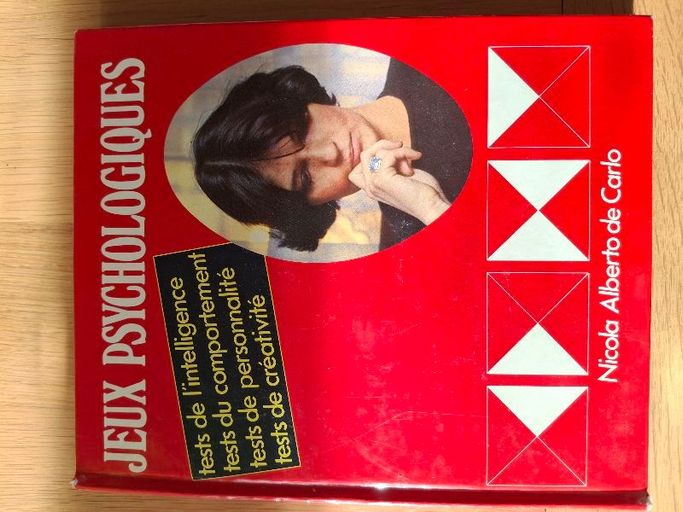 JEUX PSYCHOLOGIQUES
tests de l'intelligence
tests du comportement
tests de personnalité
tests de créativité
Nicola Alberto de Carlo